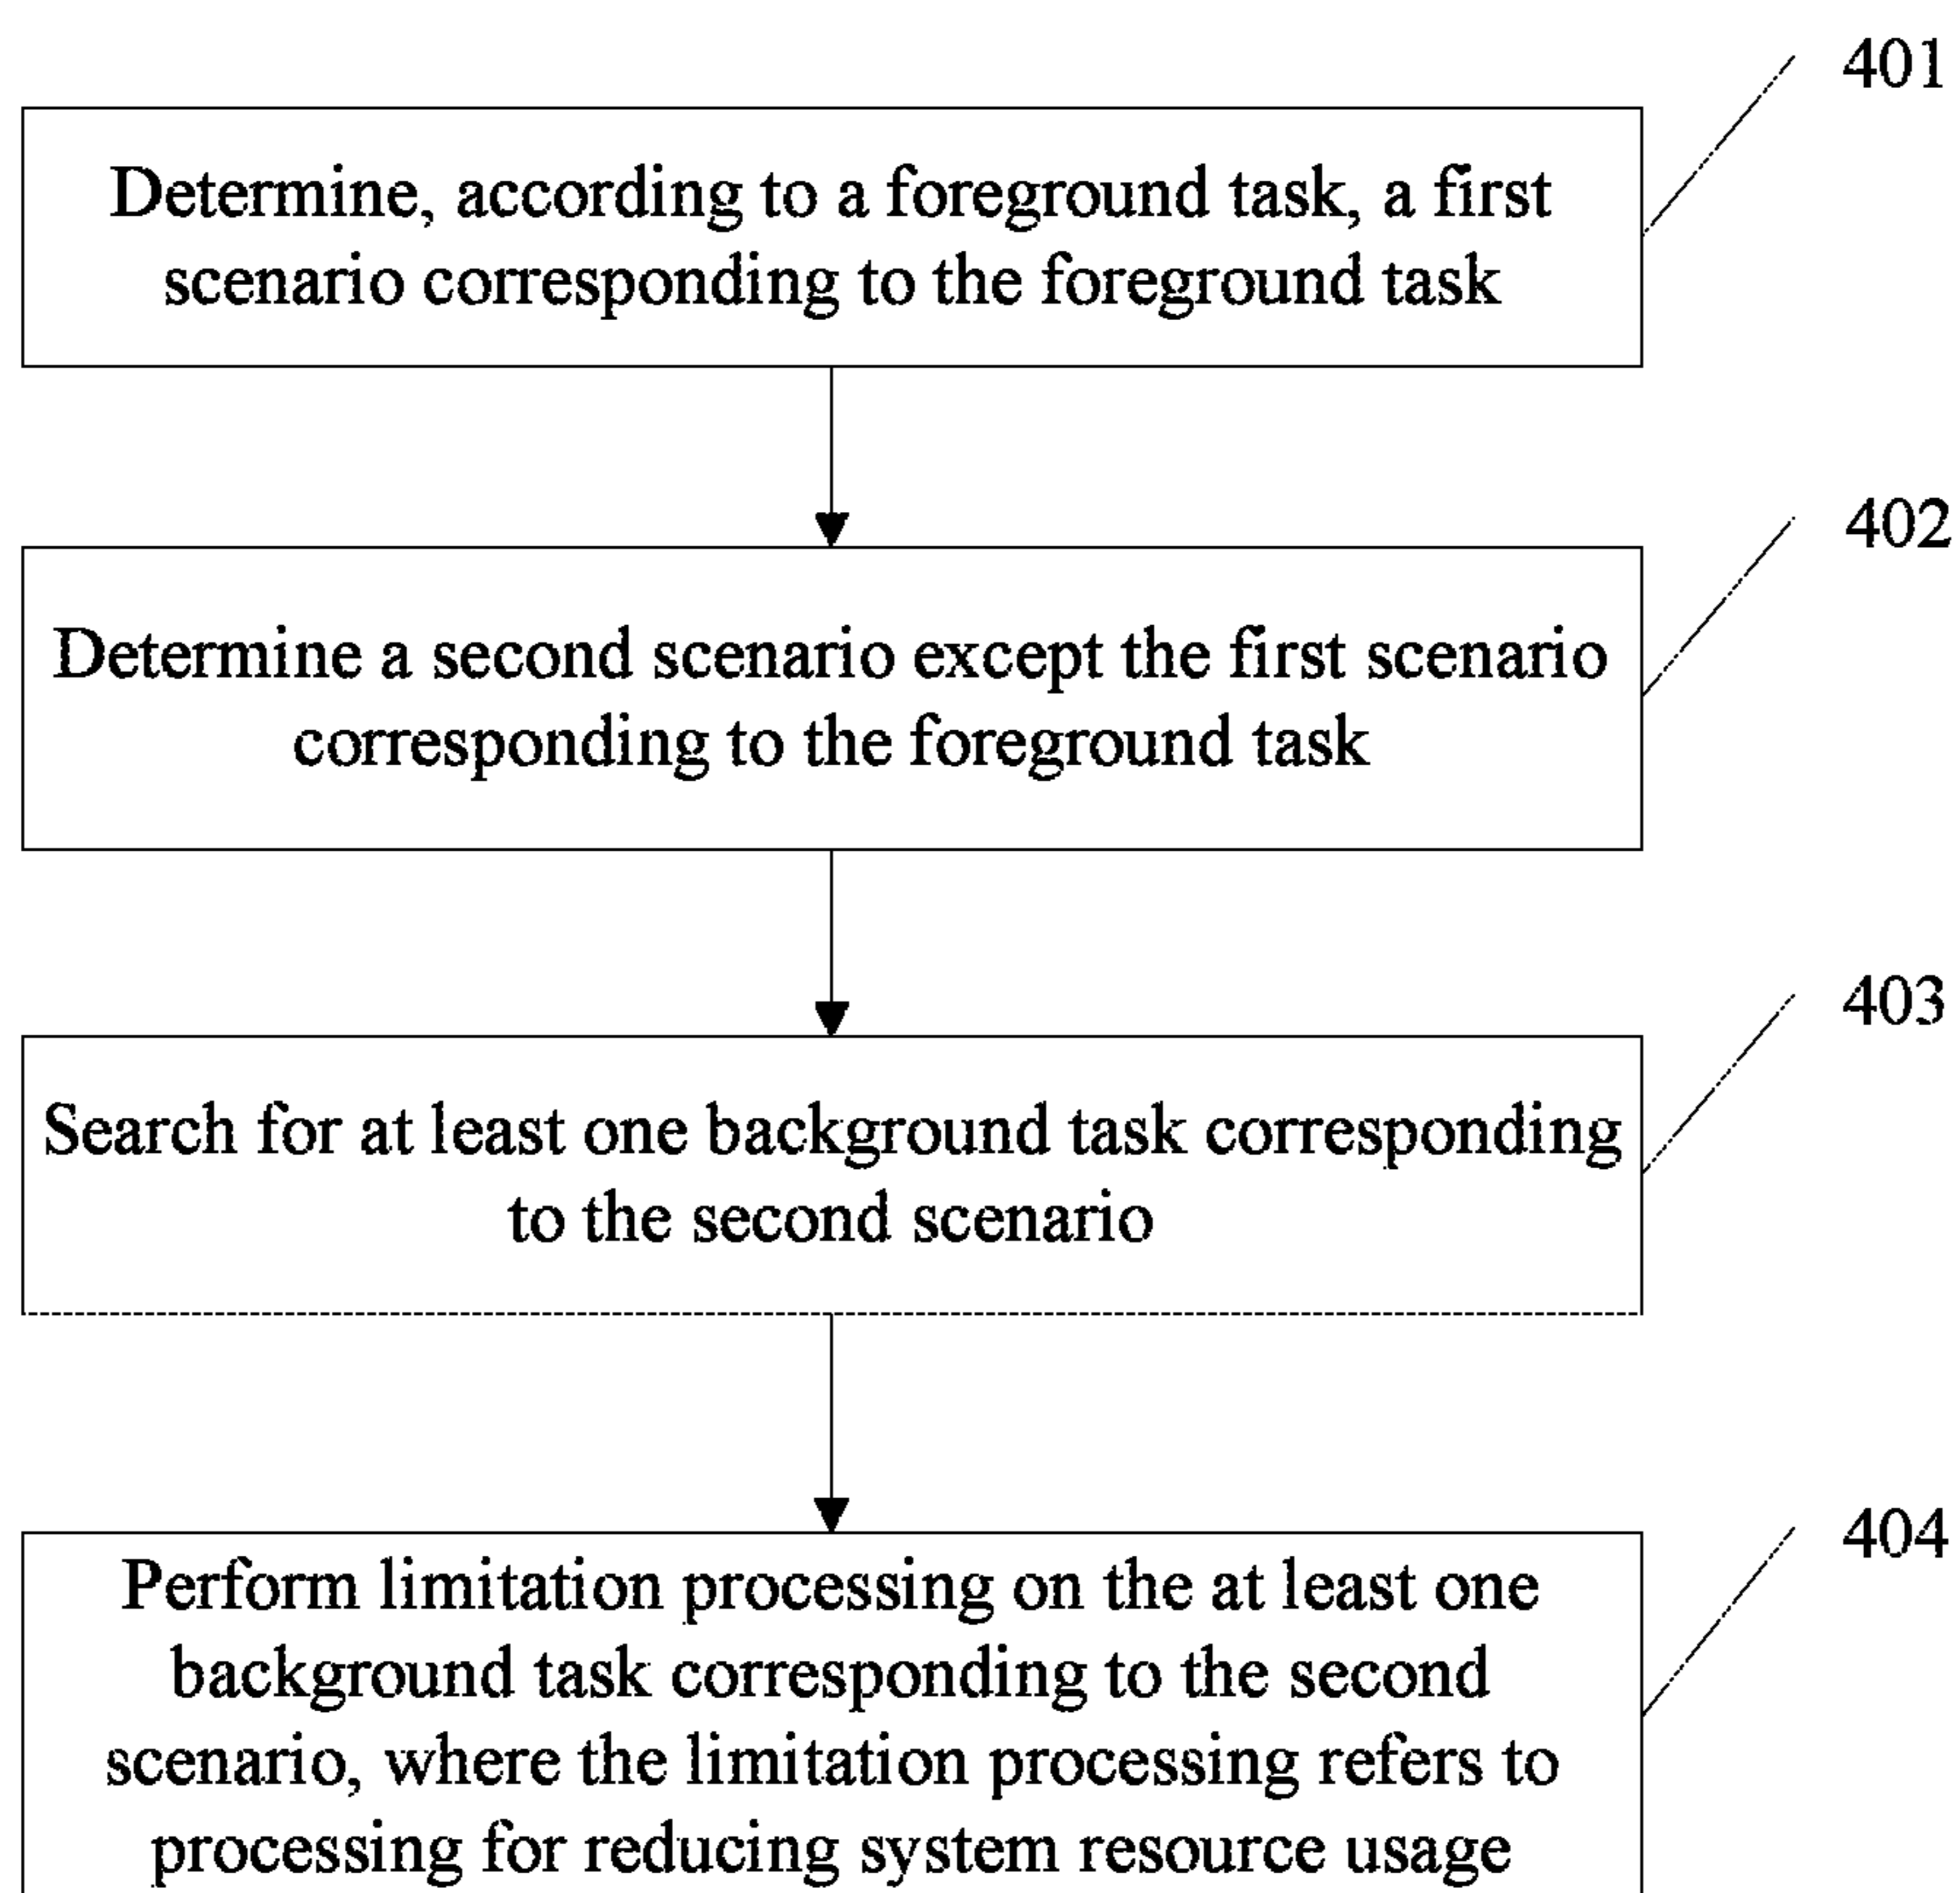 401
Determine, according to a foreground task, a first
scenario corresponding to the foreground task
402
Determine a second scenario except the first scenario
corresponding to the foreground task
403
Search for at least one background task corresponding
to the second scenario
404
Perform limitation processing on the at least one
background task corresponding to the second
scenario, where the limitation processing refers to
processing for reducing system resource usage